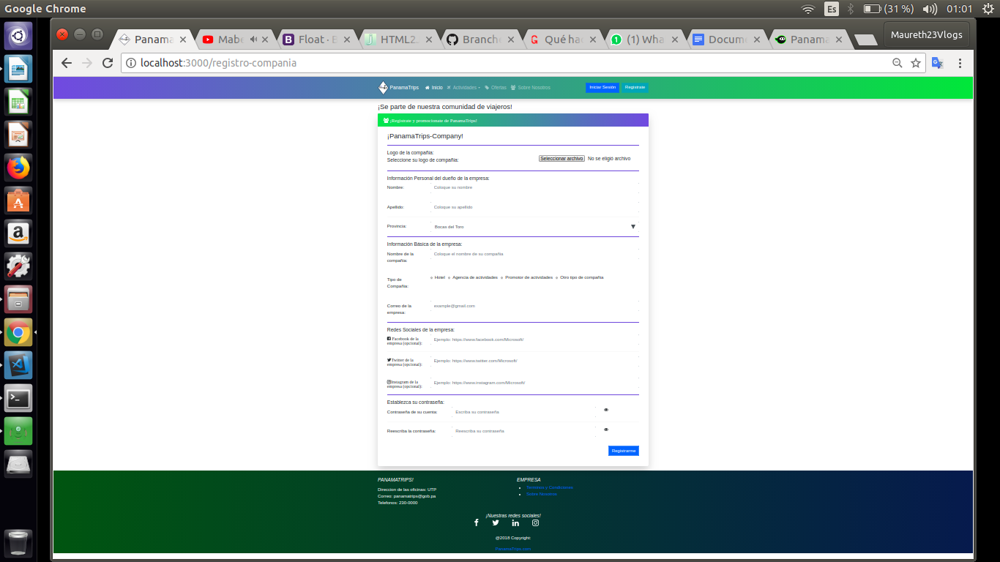 Google Chrome
Es
(31 %)
01:01
Panama
Mabe
Float · B
HTML2
Branche
Qué hac
(1) Wha
Docume
Panama
Maureth23Vlogs
localhost:3000/registro-compania
PanamaTrips
Inicio
Actividades
Ofertas
Sobre Nosotros
Iniciar Sesión
Registrate
¡Se parte de nuestra comunidad de viajeros!
¡Registrate y promocionate de PanamaTrips!
¡PanamaTrips-Company!
Logo de la compañia:
Seleccione su logo de compañia:
Seleccionar archivo
No se eligió archivo
Información Personal del dueño de la empresa:
Nombre:
Coloque su nombre
Apellido:
Coloque su apellido
Provincia:
Bocas del Toro
Información Básica de la empresa:
Nombre de la
compañia:
Coloque el nombre de su compañia
Tipo de
Compañia:
Hotel
Agencia de actividades
Promotor de actividades
Otro tipo de compañia
Correo de la
empresa:
example@gmail.com
Redes Sociales de la empresa:
Facebook de la
empresa (opcional):
Ejemplo: https://www.facebook.com/Microsoft/
Twitter de la
empresa (opcional):
Ejemplo: https://www.twitter.com/Microsoft/
Instagram de la
empresa (opcional):
Ejemplo: https://www.instagram.com/Microsoft/
Establezca su contraseña:
Contraseña de su cuenta:
Escriba su contraseña
Reescriba la contraseña:
Reescriba su contraseña
Registrarme
PANAMATRIPS!
Direccion de las oficinas: UTP
Correo: panamatrips@gob.pa
Telefonos: 230-0000
EMPRESA
Terminos y Condiciones
Sobre Nosotros
¡Nuestras redes sociales!
@2018 Copyright:
PanamaTrips.com